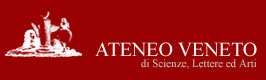 ATENEO VENETO
di Scienze, Lettere ed Arti